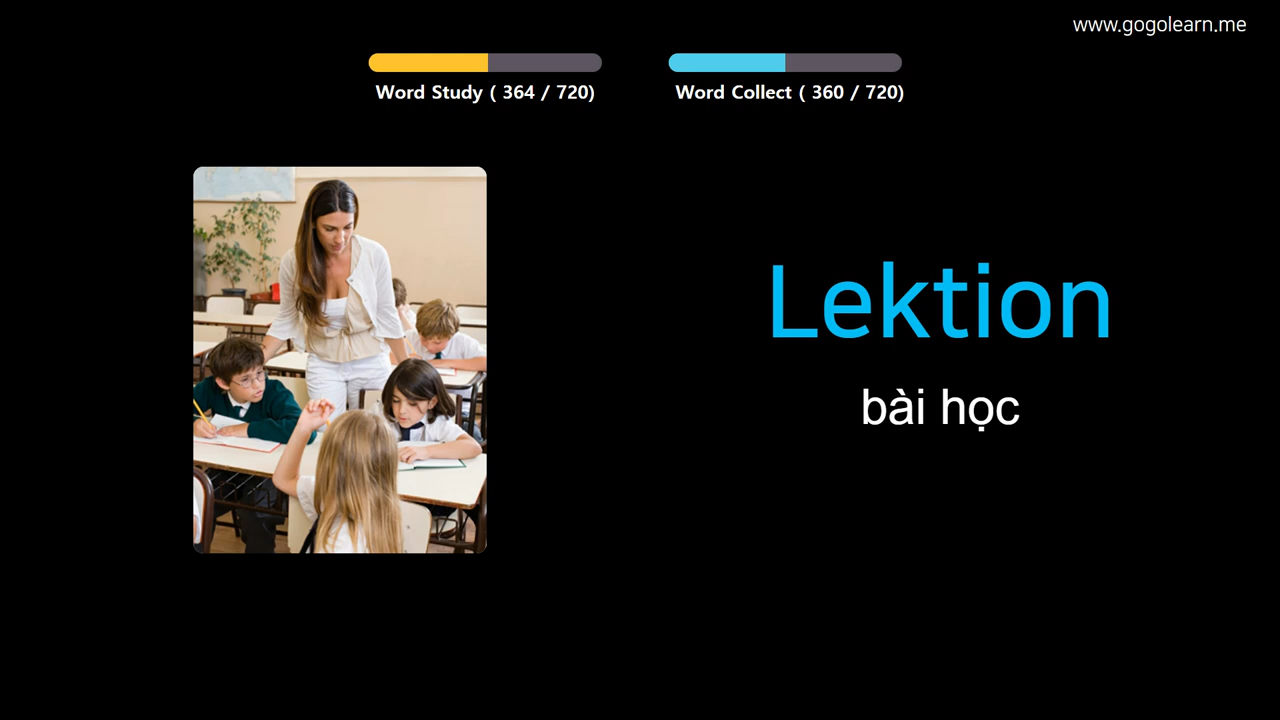 www.gogolearn.me
Word Study ( 364 / 720)
Word Collect ( 360 / 720)
Lektion
bài học